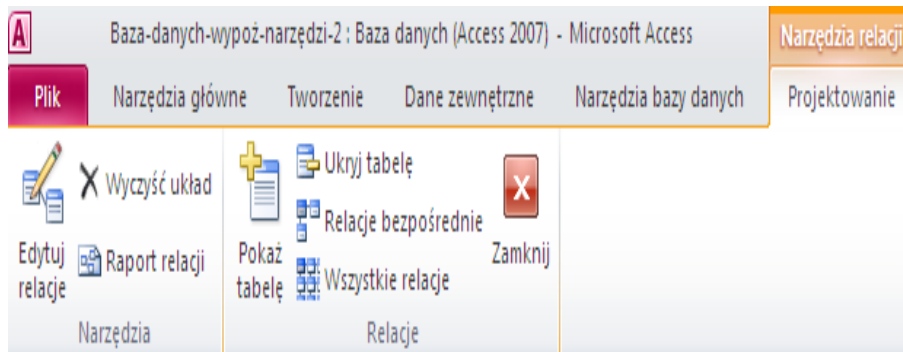 A
Baza-danych-wypoż-narzędzi-2 : Baza danych (Access 2007) - Microsoft Access
Narzędzia relacji
Plik
Narzędzia główne
Tworzenie
Dane zewnętrzne
Narzędzia bazy danych
Projektowanie
Edytuj
relacje
Wyczyść układ
Raport relacji
Narzędzia
Pokaż
tabelę
Ukryj tabelę
Relacje bezpośrednie
Wszystkie relacje
Zamknij
Relacje